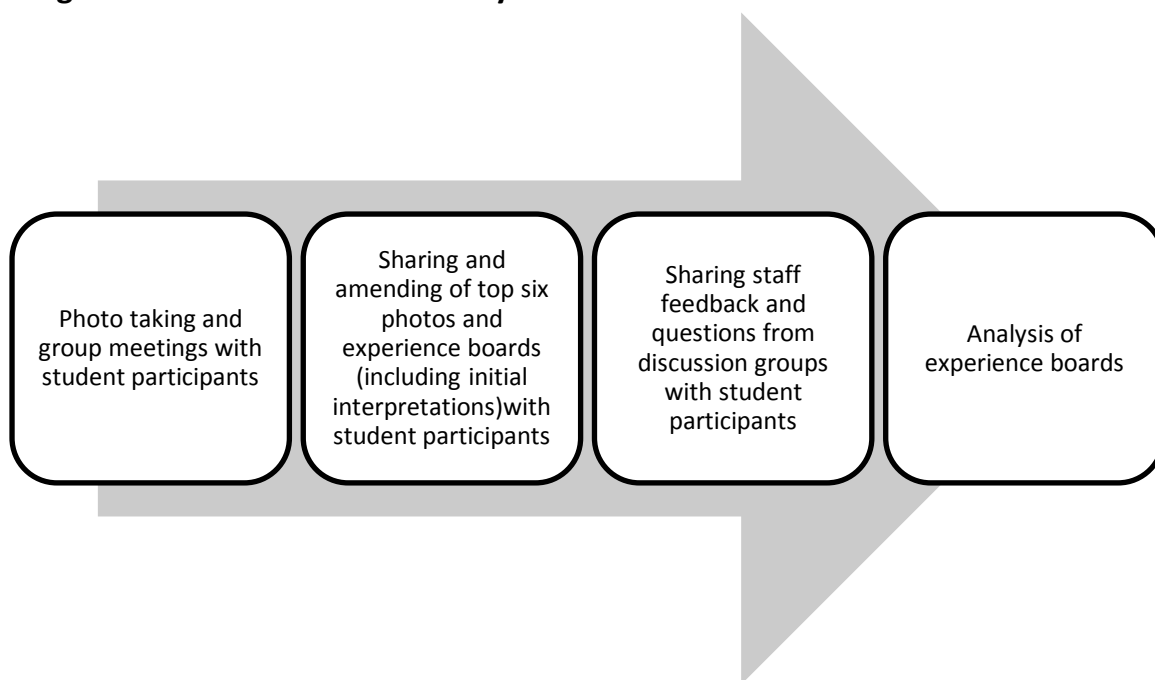 Photo taking and
group meetings with
student participants
Sharing and
amending of top six
photos and
experience boards
(including initial
interpretations)with
student participants
Sharing staff
feedback and
questions from
discussion groups
with student
participants
Analysis of
experience boards